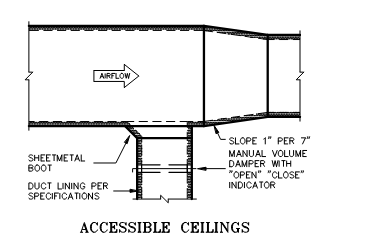 AIRFLOW
SLOPE 1" PER 7"
MANUAL VOLUME
DAMPER WITH
"OPEN" "CLOSE"
INDICATOR
SHEETMETAL
BOOT
DUCT LINING PER
SPECIFICATIONS
ACCESSIBLE CEILINGS